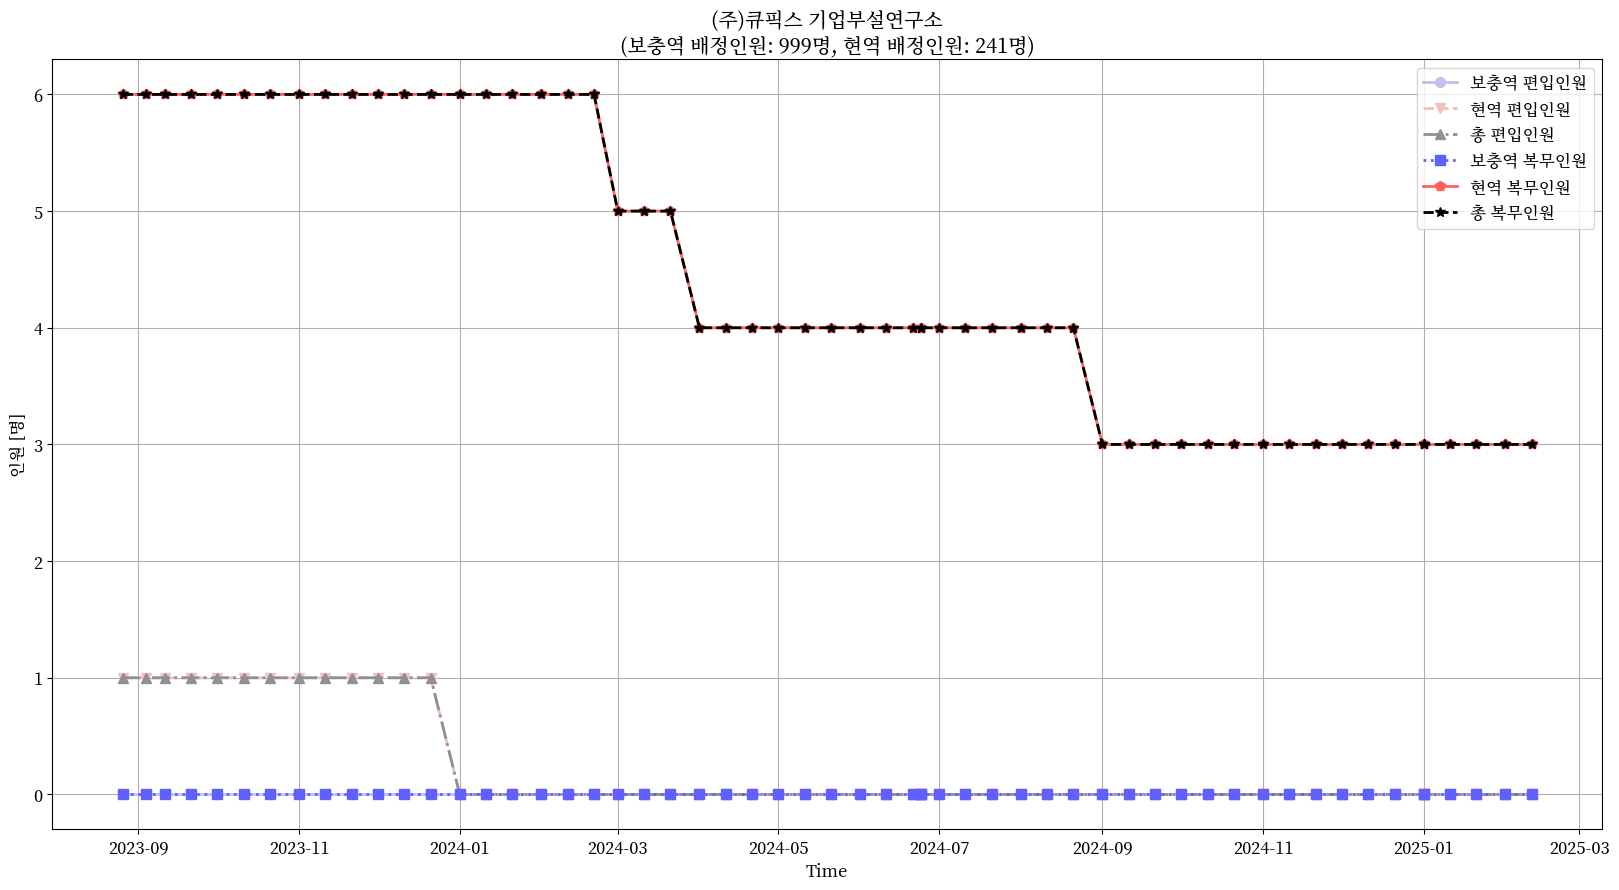 (주)큐픽스 기업부설연구소
(보충역 배정인원: 999명, 현역 배정인원: 241명)
보충역 편입인원
현역 편입인원
총 편입인원
보충역 복무인원
현역 복무인원
총 복무인원
인원 [명]
6
5
4
3
2
1
0
2023-09
2023-11
2024-01
2024-03
2024-05
2024-07
2024-09
2024-11
2025-01
2025-03
Time